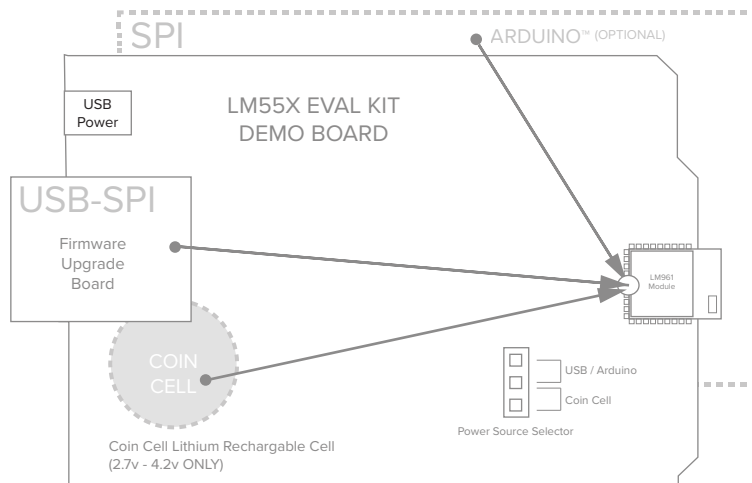 SPI
ARDUINO™ (OPTIONAL)
USB
Power
LM55X EVAL KIT
DEMO BOARD
USB-SPI
Firmware
Upgrade
Board
LM961
Module
COIN
CELL
USB / Arduino
Coin Cell
Power Source Selector
Coin Cell Lithium Rechargable Cell
(2.7v - 4.2v ONLY)